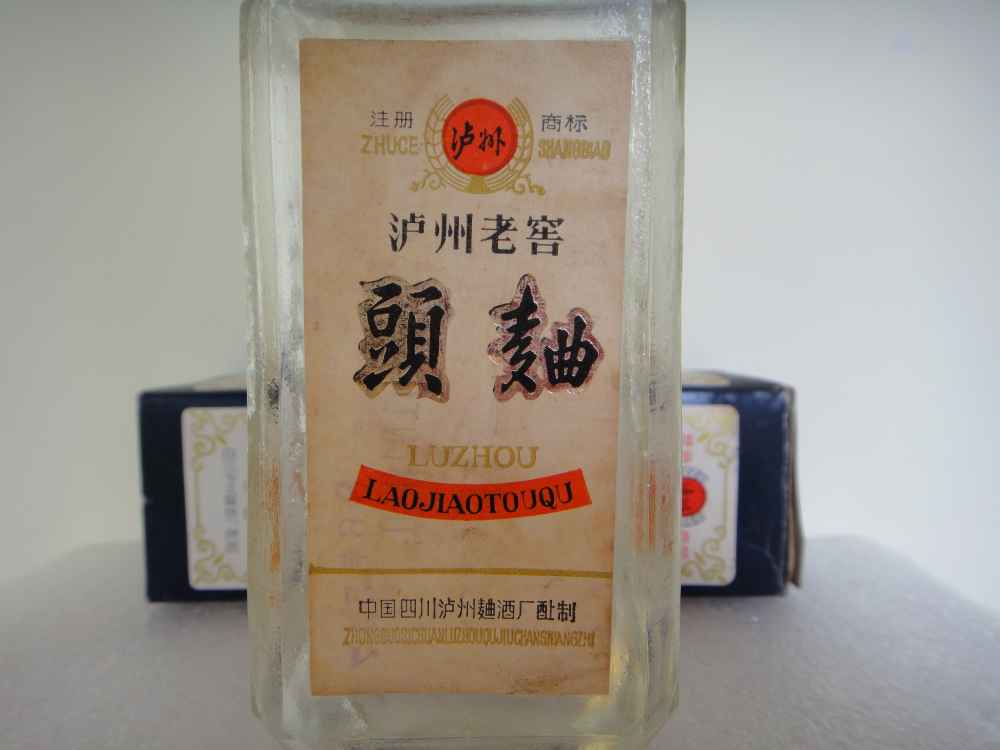 注册 泸州 商标
ZHUCE SHANGBIAO
泸州老窖
頭麯
LUZHOU
LAOJIAOTOUQU
中国四川泸州麯酒厂酿制